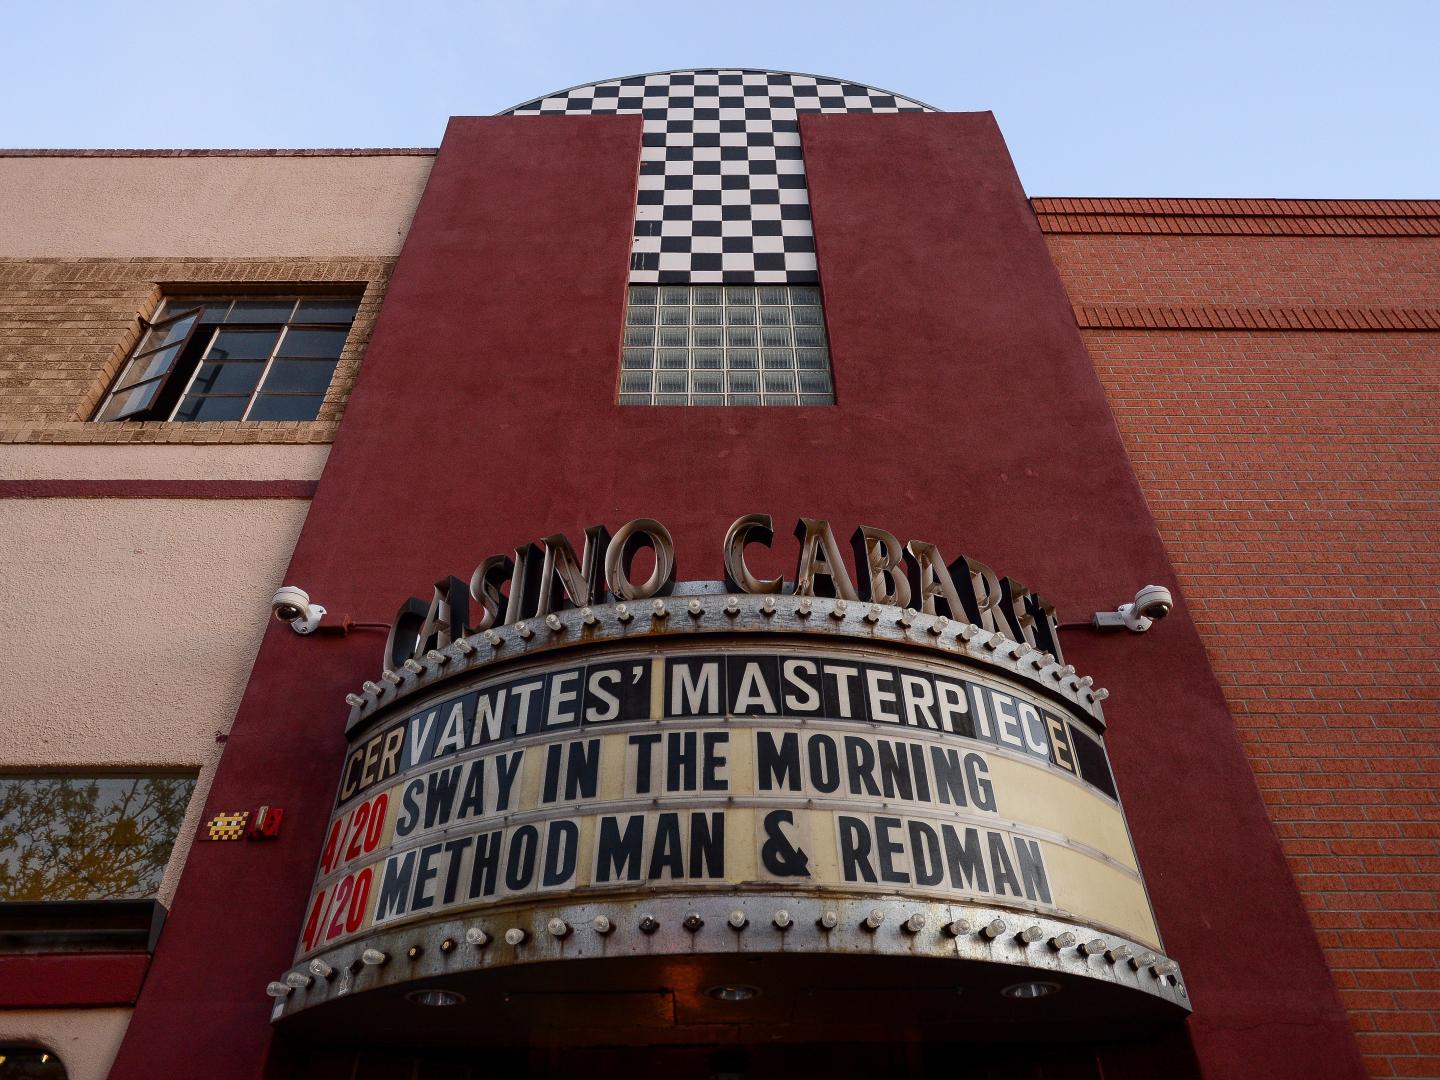 CASINO CABARET
CERVANTES' MASTERPIECE
4/20 SWAY IN THE MORNING
4/20 METHOD MAN & REDMAN